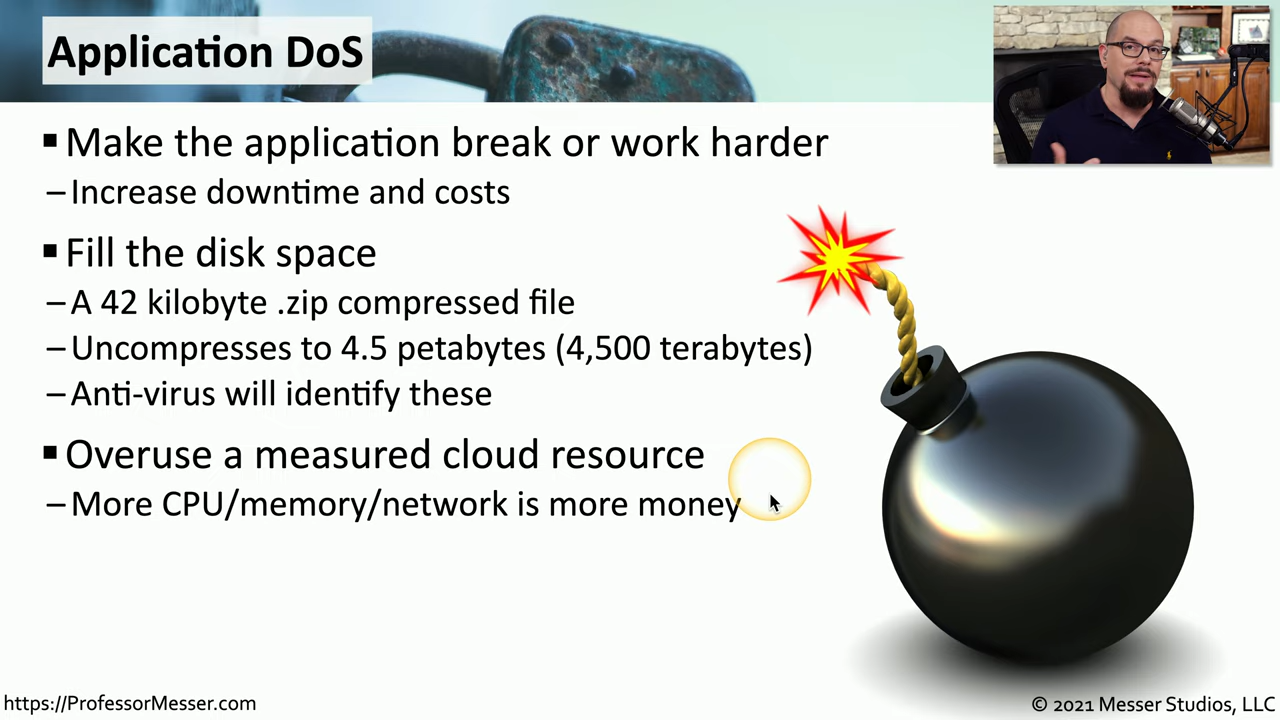 Application DoS
▪ Make the application break or work harder
– Increase downtime and costs
▪ Fill the disk space
– A 42 kilobyte .zip compressed file
– Uncompresses to 4.5 petabytes (4,500 terabytes)
– Anti-virus will identify these
▪ Overuse a measured cloud resource
– More CPU/memory/network is more money
https://ProfessorMesser.com
© 2021 Messer Studios, LLC